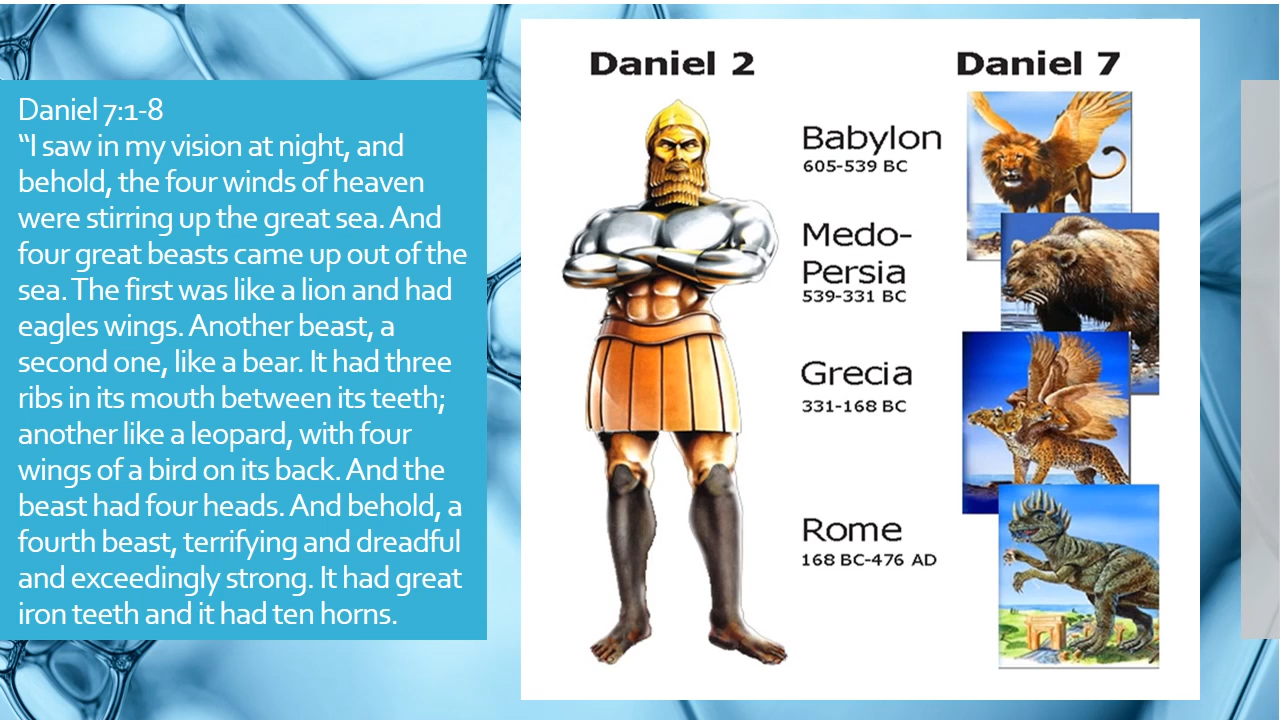 Daniel 7:1-8
“I saw in my vision at night, and
behold, the four winds of heaven
were stirring up the great sea. And
four great beasts came up out of the
sea. The first was like a lion and had
eagles wings. Another beast, a
second one, like a bear. It had three
ribs in its mouth between its teeth;
another like a leopard, with four
wings of a bird on its back. And the
beast had four heads. And behold, a
fourth beast, terrifying and dreadful
and exceedingly strong. It had great
iron teeth and it had ten horns.
Daniel 2
Daniel 7
Babylon
605-539 BC
Medo-
Persia
539-331 BC
Grecia
331-168 BC
Rome
168 BC-476 AD